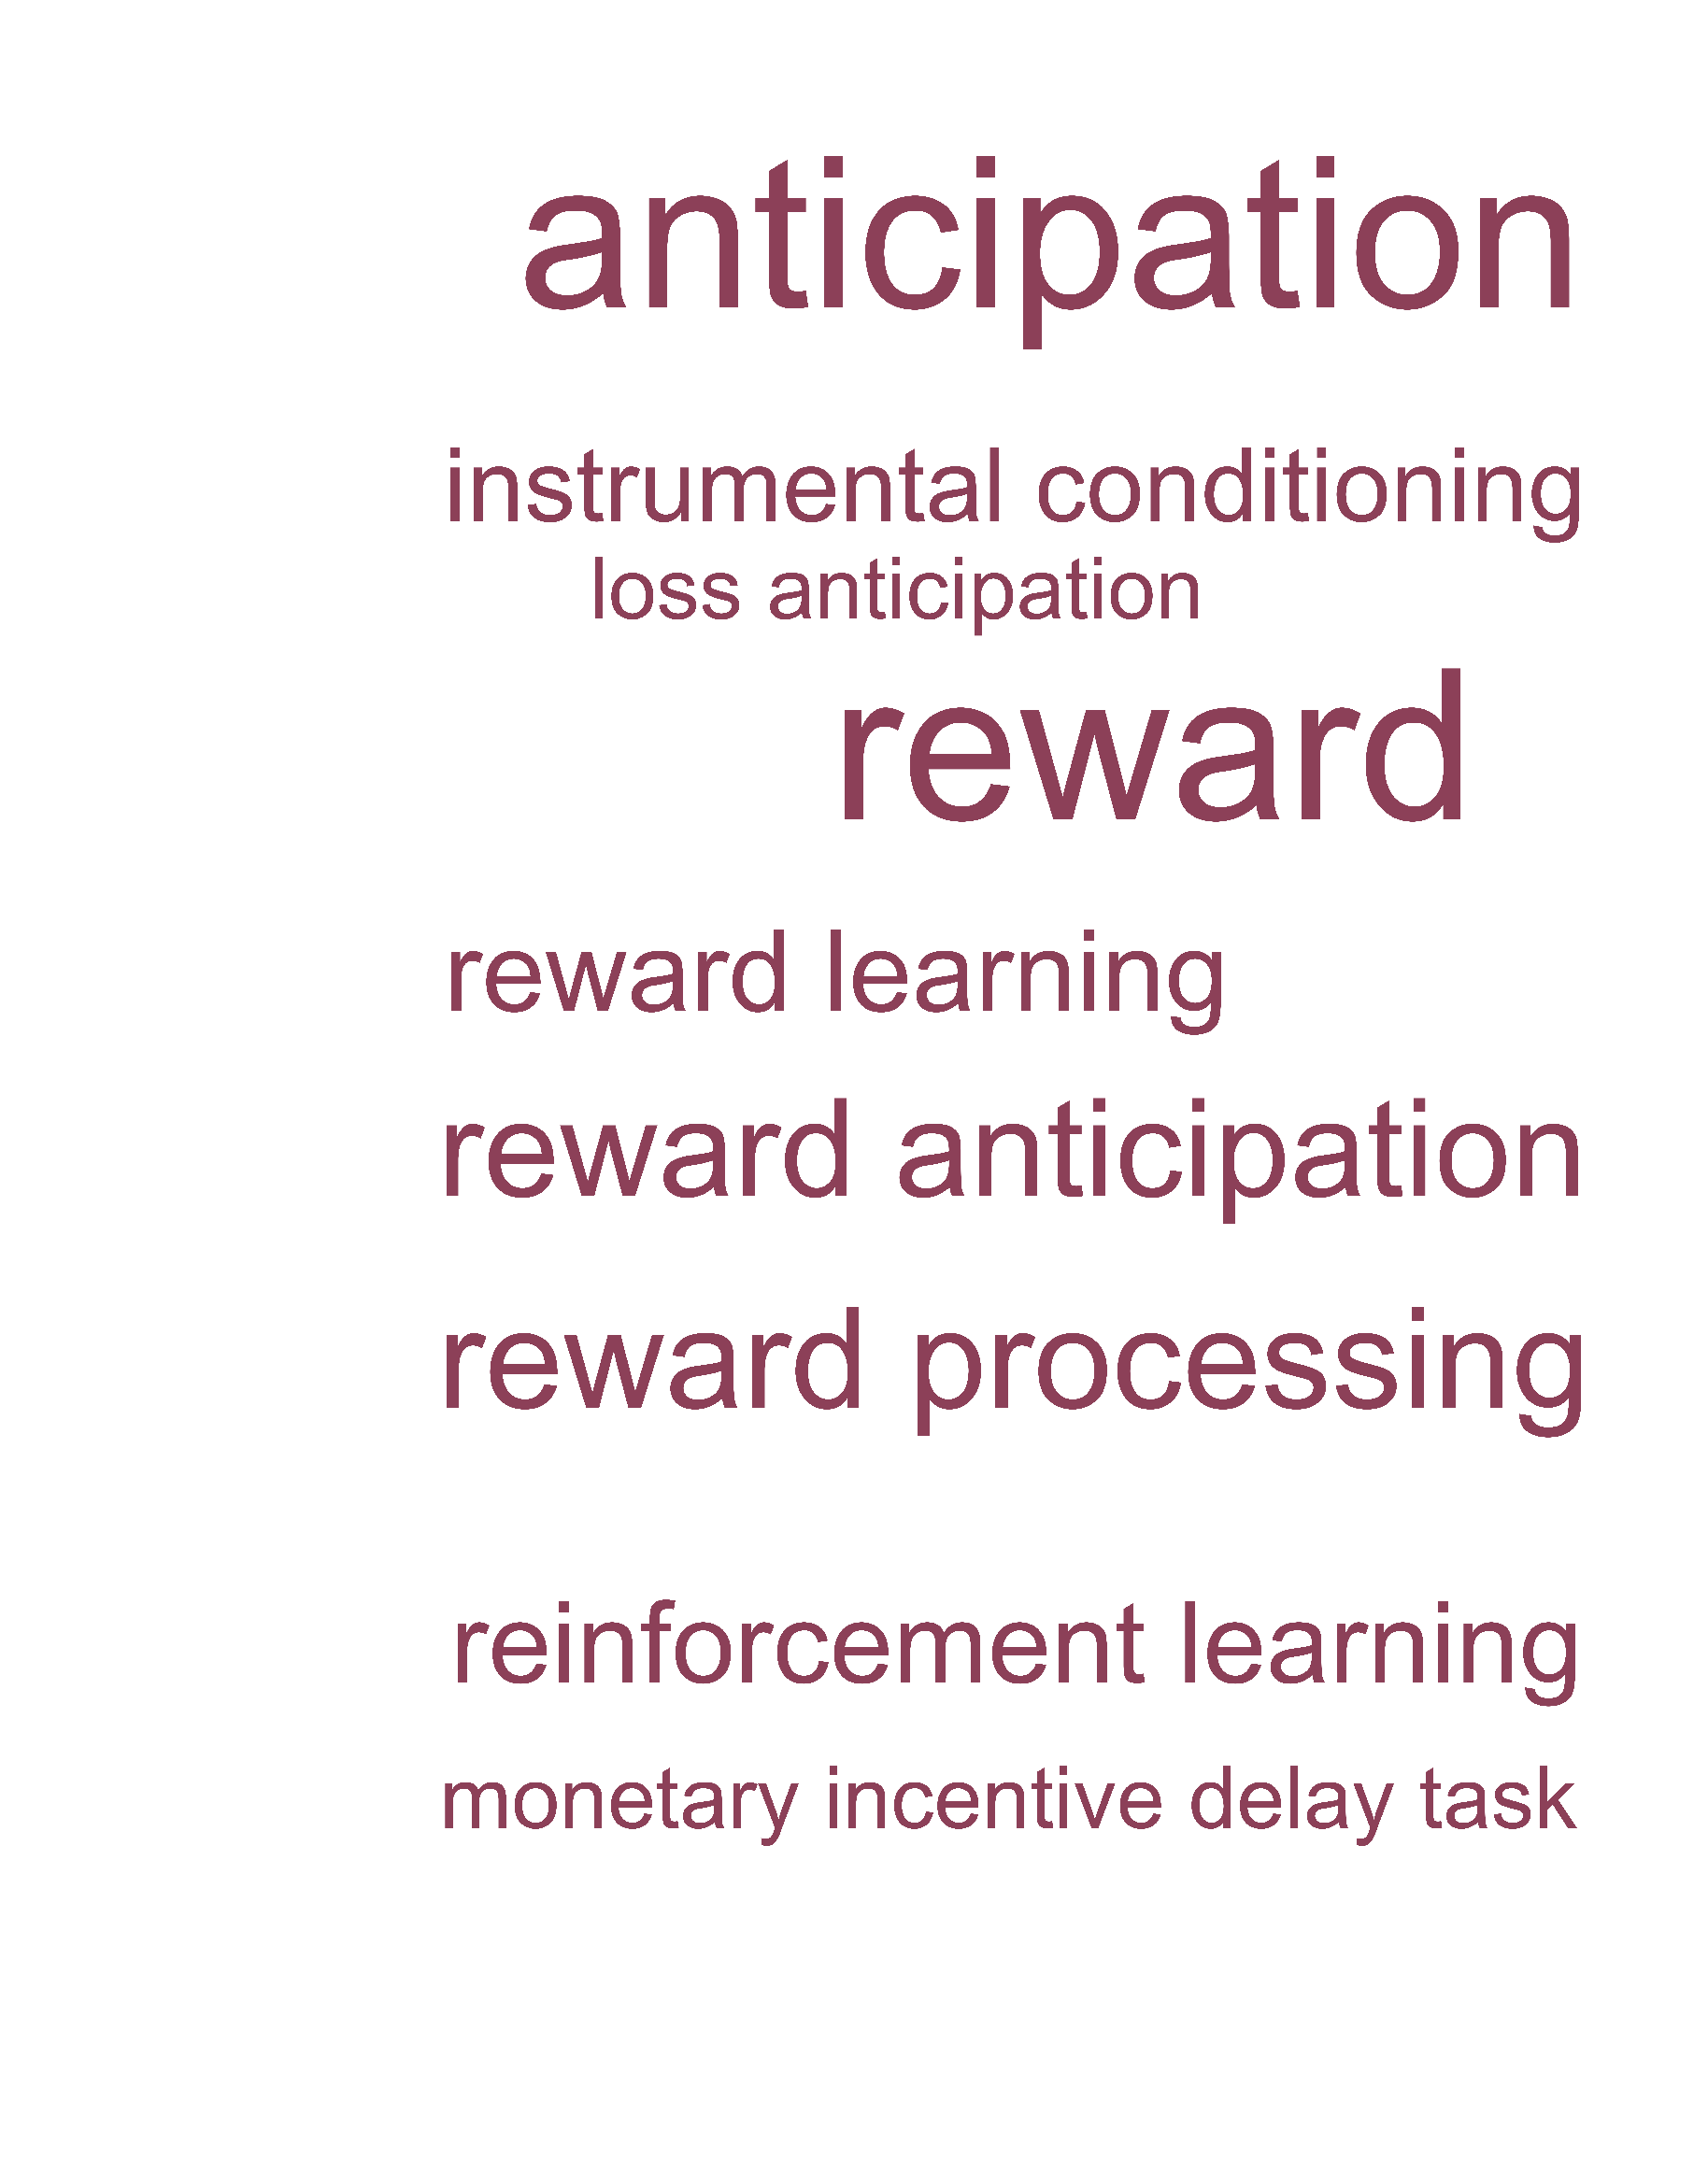 anticipation
instrumental conditioning
loss anticipation
reward
reward learning
reward anticipation
reward processing
reinforcement learning
monetary incentive delay task